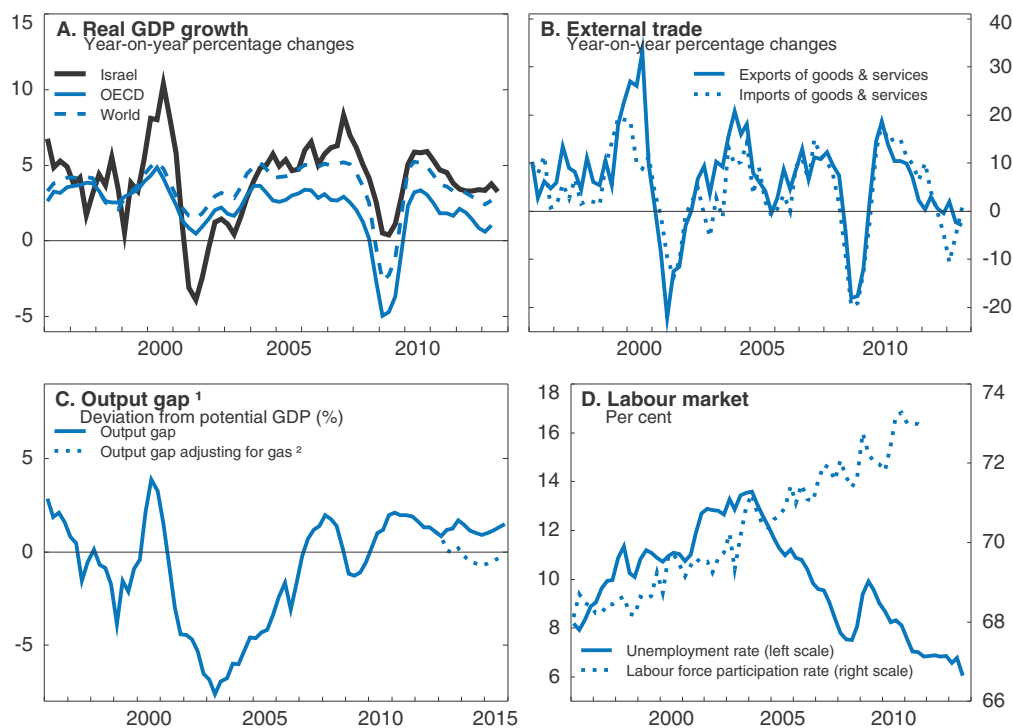 A. Real GDP growth
Year-on-year percentage changes
Israel
OECD
World
15
10
5
0
-5
2000 2005 2010
B. External trade
Year-on-year percentage changes
Exports of goods & services
Imports of goods & services
40
30
20
10
0
-10
-20
2000 2005 2010
C. Output gap ¹
Deviation from potential GDP (%)
Output gap
Output gap adjusting for gas ²
5
0
-5
2000 2005 2010 2015
D. Labour market
Per cent
18
16
14
12
10
8
6
74
72
70
68
66
Unemployment rate (left scale)
Labour force participation rate (right scale)
2000 2005 2010